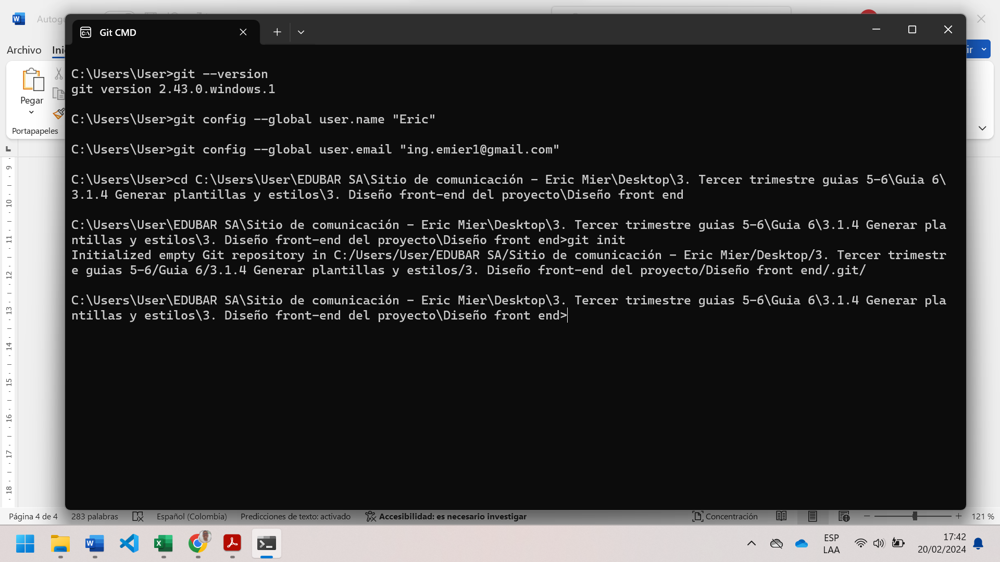 Git CMD
Archivo
Pegar
Portapapeles
C:\Users\User>git --version
git version 2.43.0.windows.1
C:\Users\User>git config --global user.name "Eric"
C:\Users\User>git config --global user.email "ing.emier1@gmail.com"
C:\Users\User>cd C:\Users\User\EDUBAR SA\Sitio de comunicación - Eric Mier\Desktop\3. Tercer trimestre guias 5-6\Guia 6\
3.1.4 Generar plantillas y estilos\3. Diseño front-end del proyecto\Diseño front end
C:\Users\User\EDUBAR SA\Sitio de comunicación - Eric Mier\Desktop\3. Tercer trimestre guias 5-6\Guia 6\3.1.4 Generar pla
ntillas y estilos\3. Diseño front-end del proyecto\Diseño front end>git init
Initialized empty Git repository in C:/Users/User/EDUBAR SA/Sitio de comunicación - Eric Mier/Desktop/3. Tercer trimestr
e guias 5-6/Guia 6/3.1.4 Generar plantillas y estilos/3. Diseño front-end del proyecto/Diseño front end/.git/
C:\Users\User\EDUBAR SA\Sitio de comunicación - Eric Mier\Desktop\3. Tercer trimestre guias 5-6\Guia 6\3.1.4 Generar pla
ntillas y estilos\3. Diseño front-end del proyecto\Diseño front end>
9
10
11
12
13
14
15
16
17
18
Página 4 de 4 283 palabras Español (Colombia) Predicciones de texto: activado Accesibilidad: es necesario investigar Concentración 121 %
ESP
LAA
17:42
20/02/2024